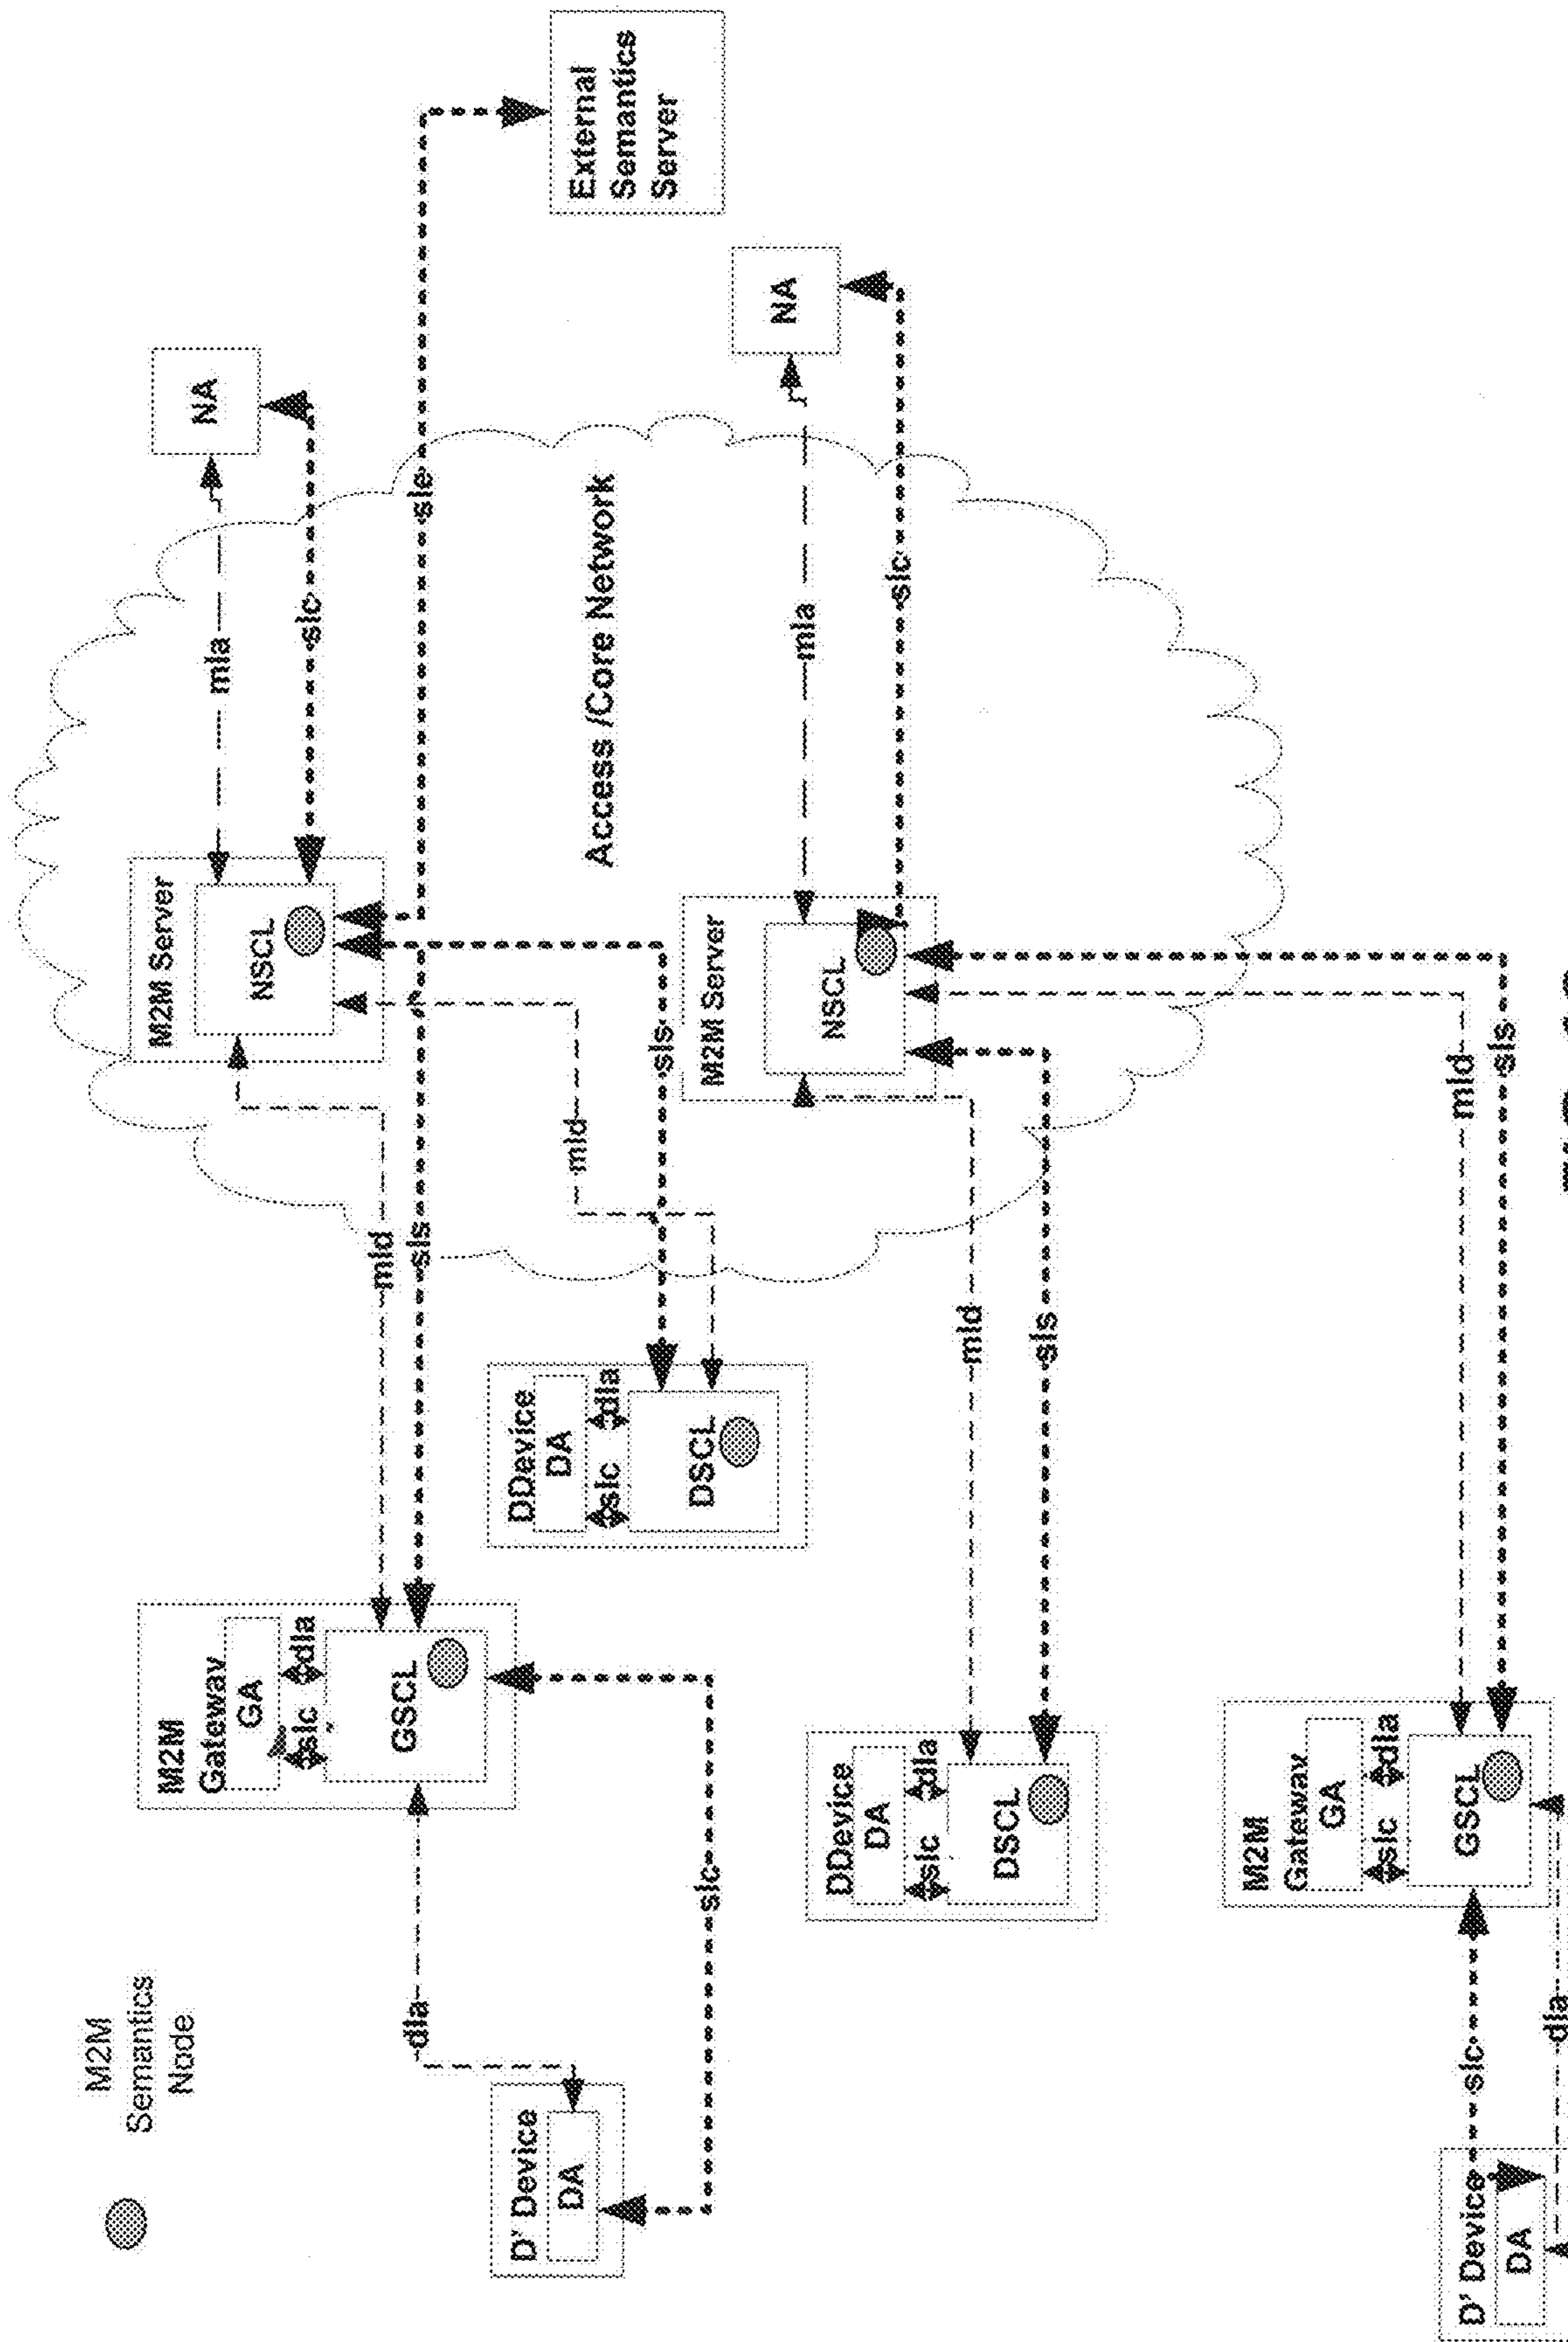 M2M
Semantics
Node
D' Device
DA
dla
slc
M2M
Gateway
GA
slc
dla
GSCL
mld
sls
DDevice
DA
slc
dla
DSCL
mld
sls
M2M Server
NSCL
mla
slc
NA
sle
External
Semantics
Server
Access /Core Network
DDevice
DA
slc
dla
DSCL
mld
sls
M2M Server
NSCL
mla
slc
NA
D' Device
DA
slc
dla
M2M
Gateway
GA
slc
dla
GSCL
mld
sls